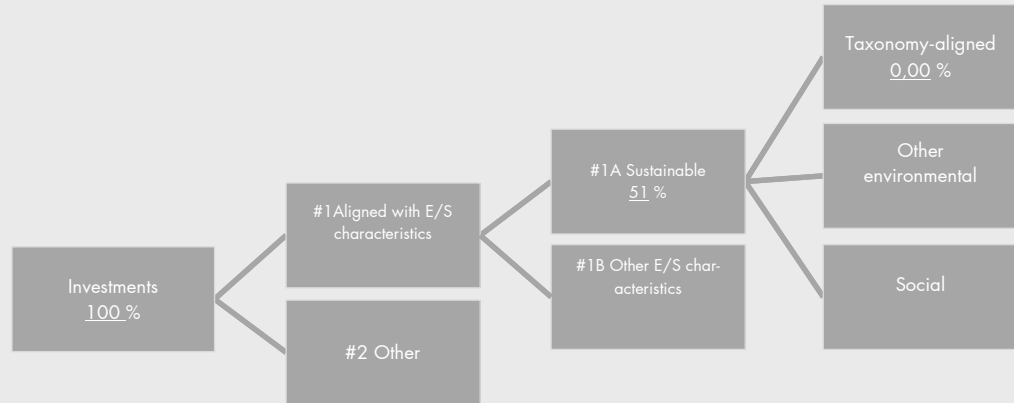 Investments
100 %
#1Aligned with E/S
characteristics
#2 Other
#1A Sustainable
51 %
#1B Other E/S char-
acteristics
Taxonomy-aligned
0,00 %
Other
environmental
Social